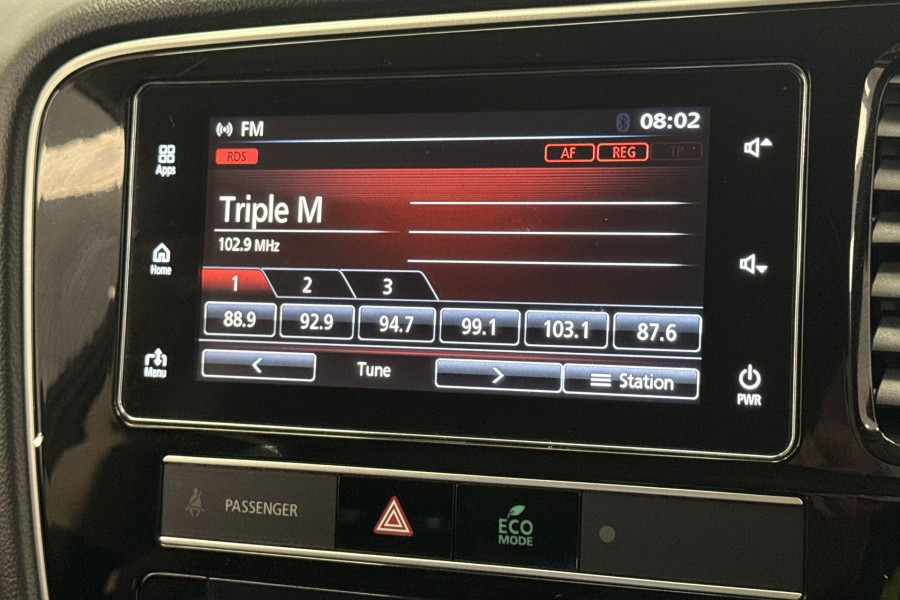 FM
08:02
RDS
AF REG TP
Apps
Triple M
102.9 MHz
Home
1 2 3
88.9 92.9 94.7 99.1 103.1 87.6
Menu
< Tune > Station
PWR
PASSENGER
ECO
MODE